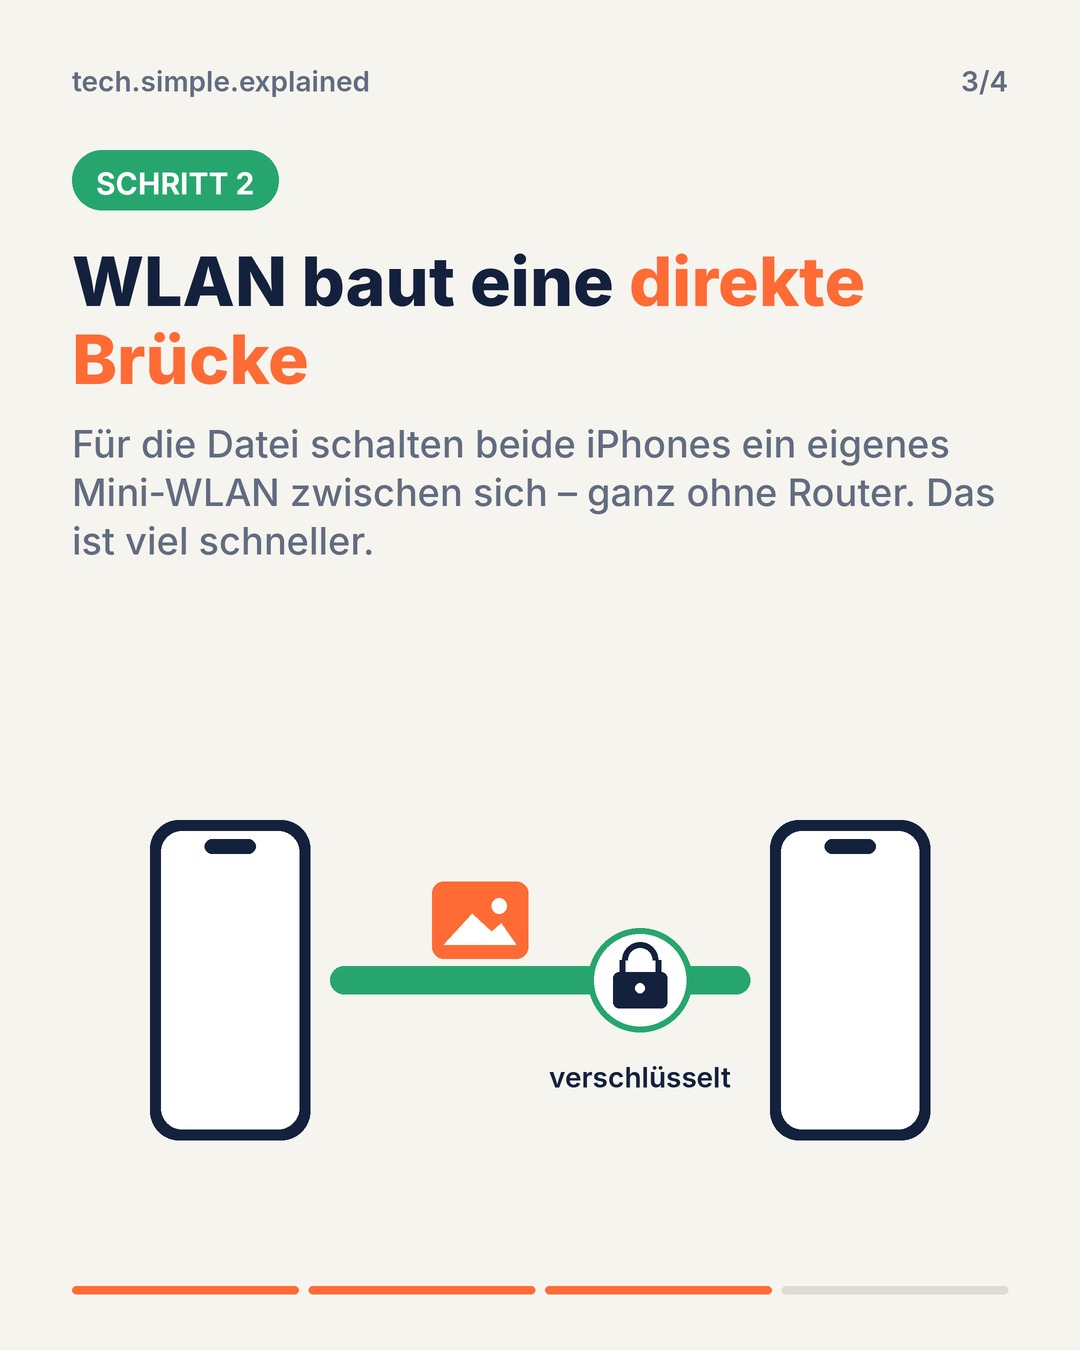 tech.simple.explained
3/4
SCHRITT 2
WLAN baut eine direkte
Brücke
Für die Datei schalten beide iPhones ein eigenes
Mini-WLAN zwischen sich – ganz ohne Router. Das
ist viel schneller.
verschlüsselt